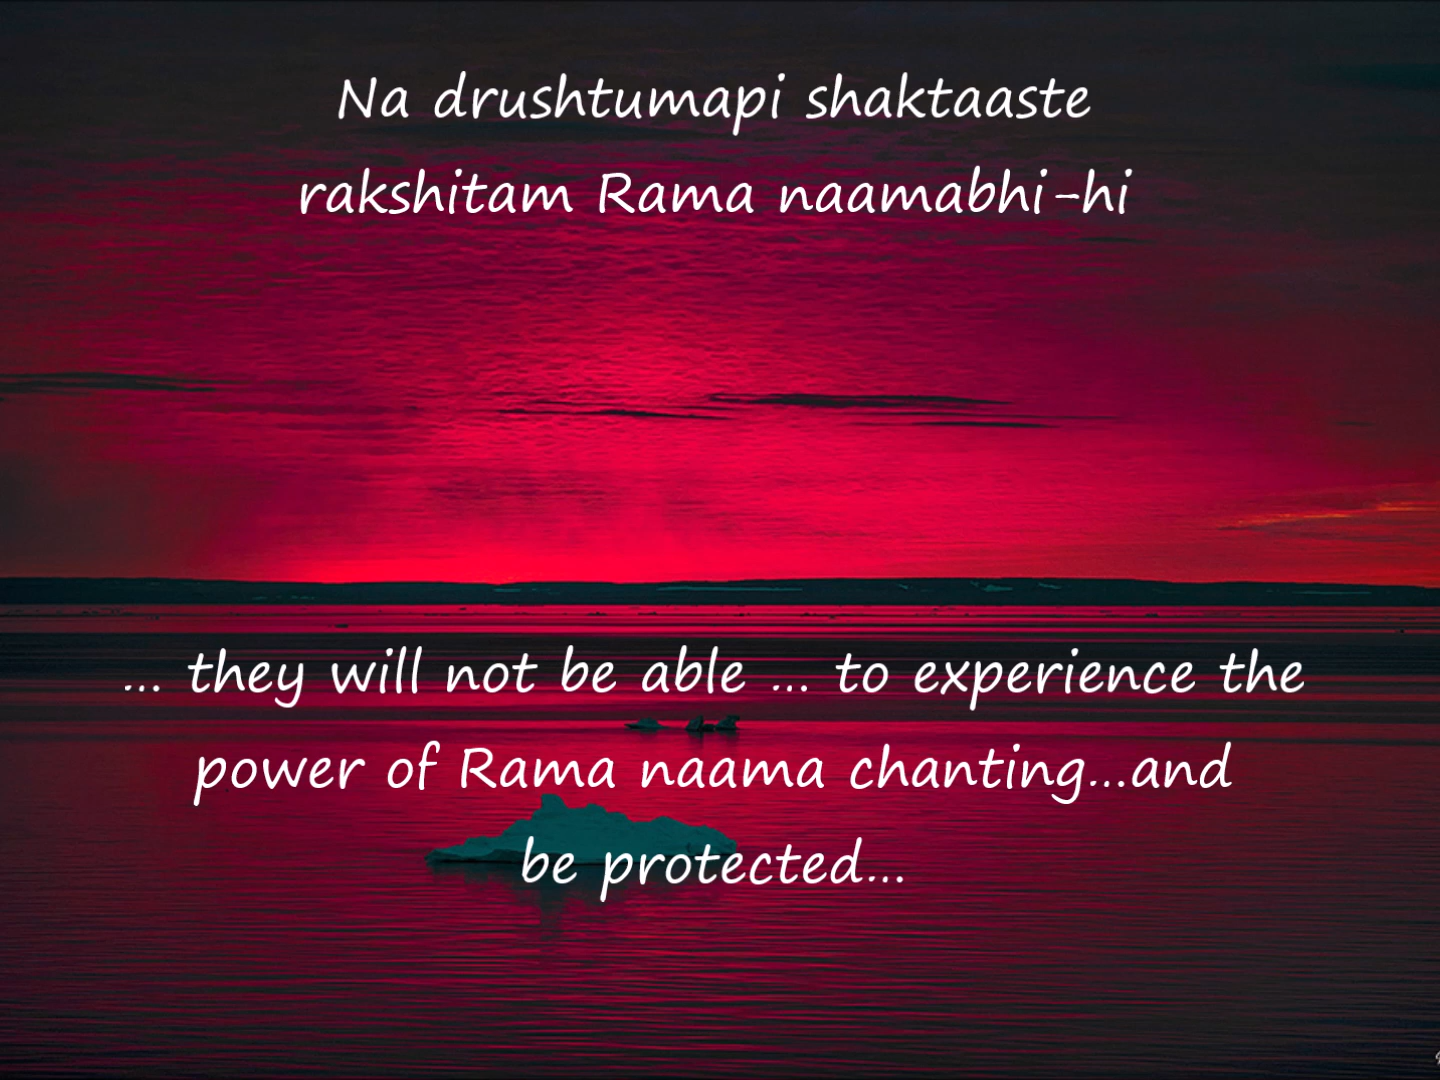 Na drushtumapi shaktaaste
rakshitam Rama naamabhi-hi
... they will not be able ... to experience the
power of Rama naama chanting...and
be protected...